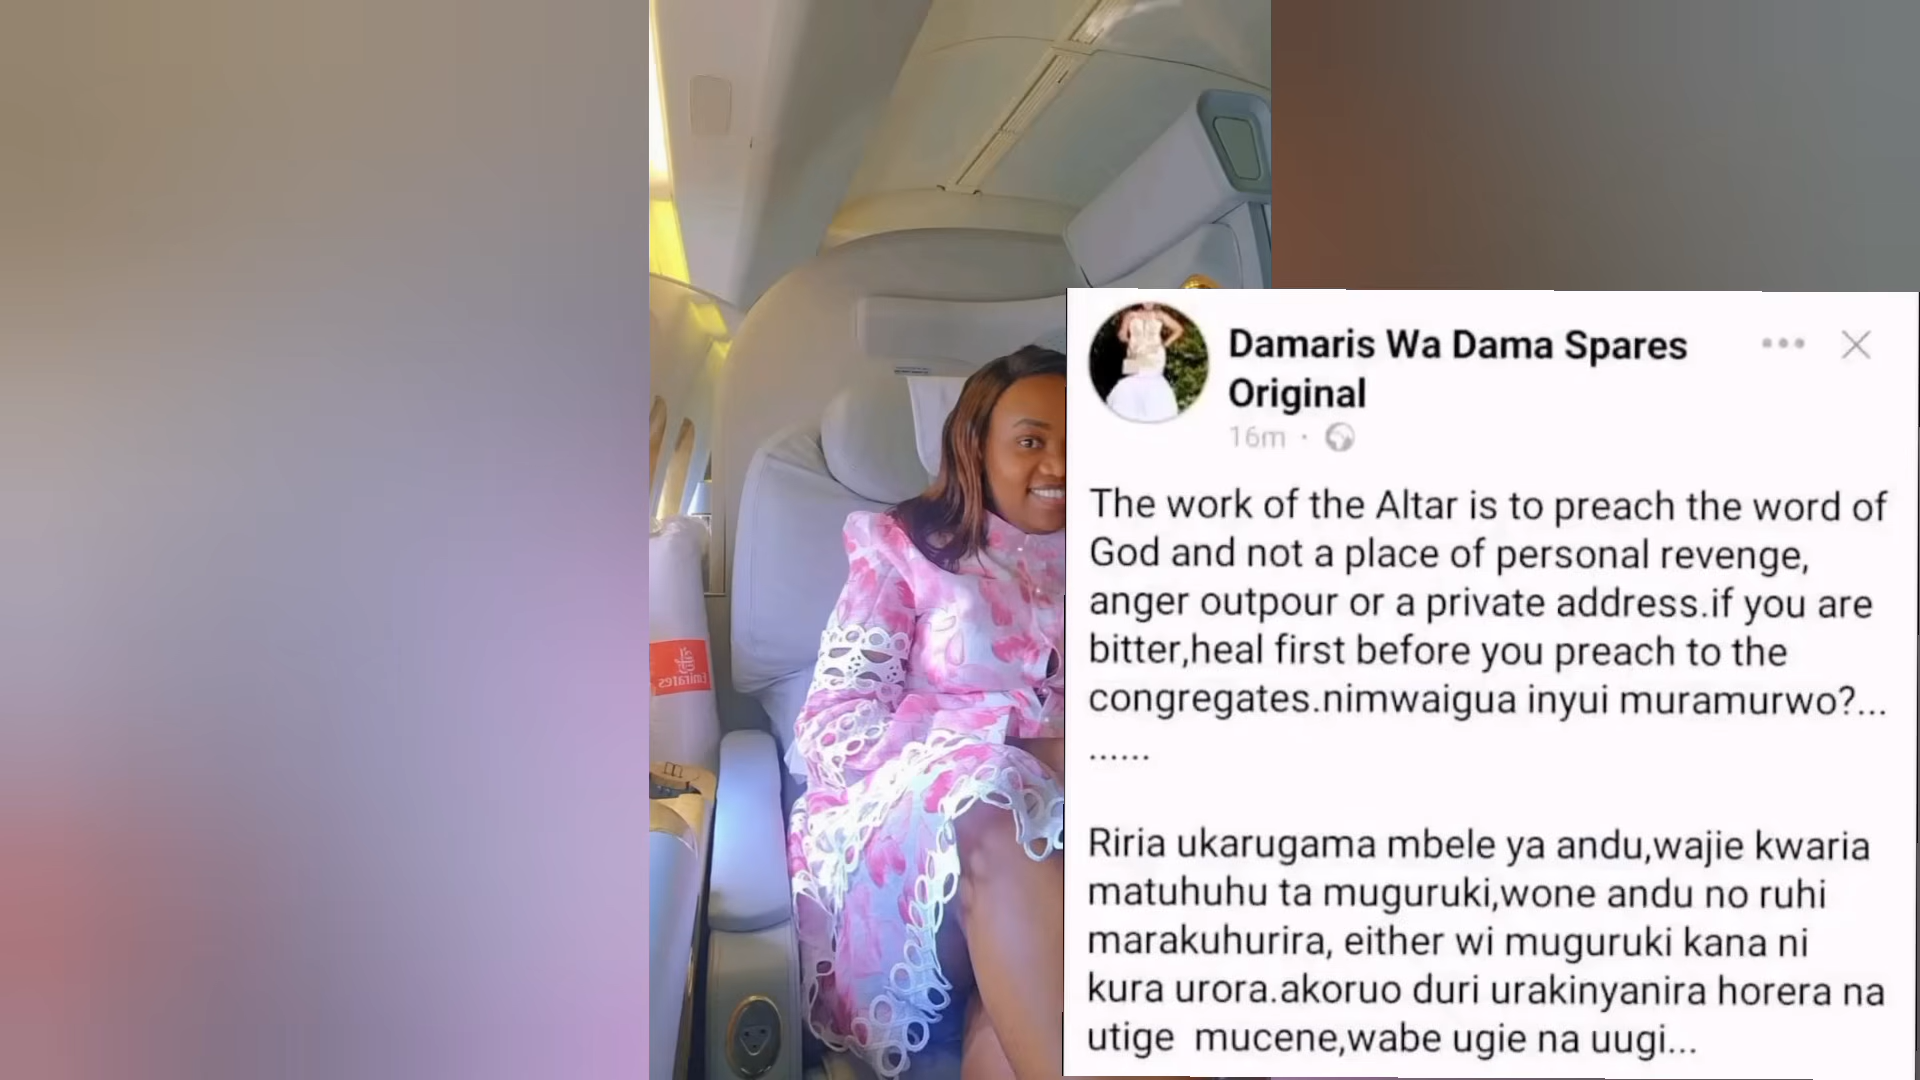 Damaris Wa Dama Spares
Original
16m
The work of the Altar is to preach the word of
God and not a place of personal revenge,
anger outpour or a private address.if you are
bitter,heal first before you preach to the
congregates.nimwaigua inyui muramurwo?...
......
Riria ukarugama mbele ya andu,wajie kwaria
matuhuhu ta muguruki,wone andu no ruhi
marakuhurira, either wi muguruki kana ni
kura urora.akoruo duri urakinyanira horera na
utige mucene,wabe ugie na uugi...
Emirates